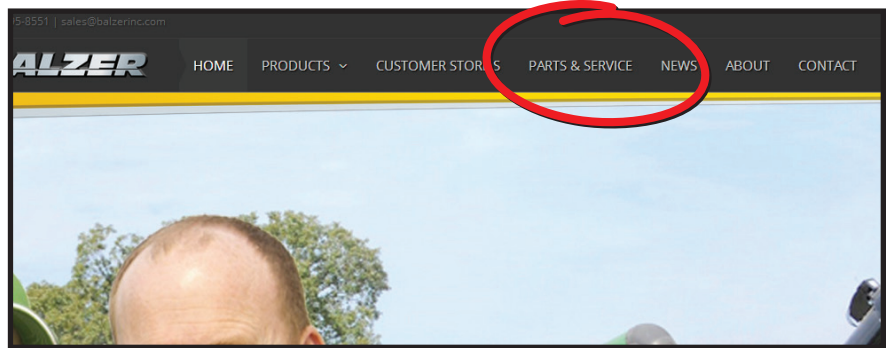 5-8551 | sales@balzerinc.com
ALZER
HOME PRODUCTS CUSTOMER STORIES PARTS & SERVICE NEWS ABOUT CONTACT